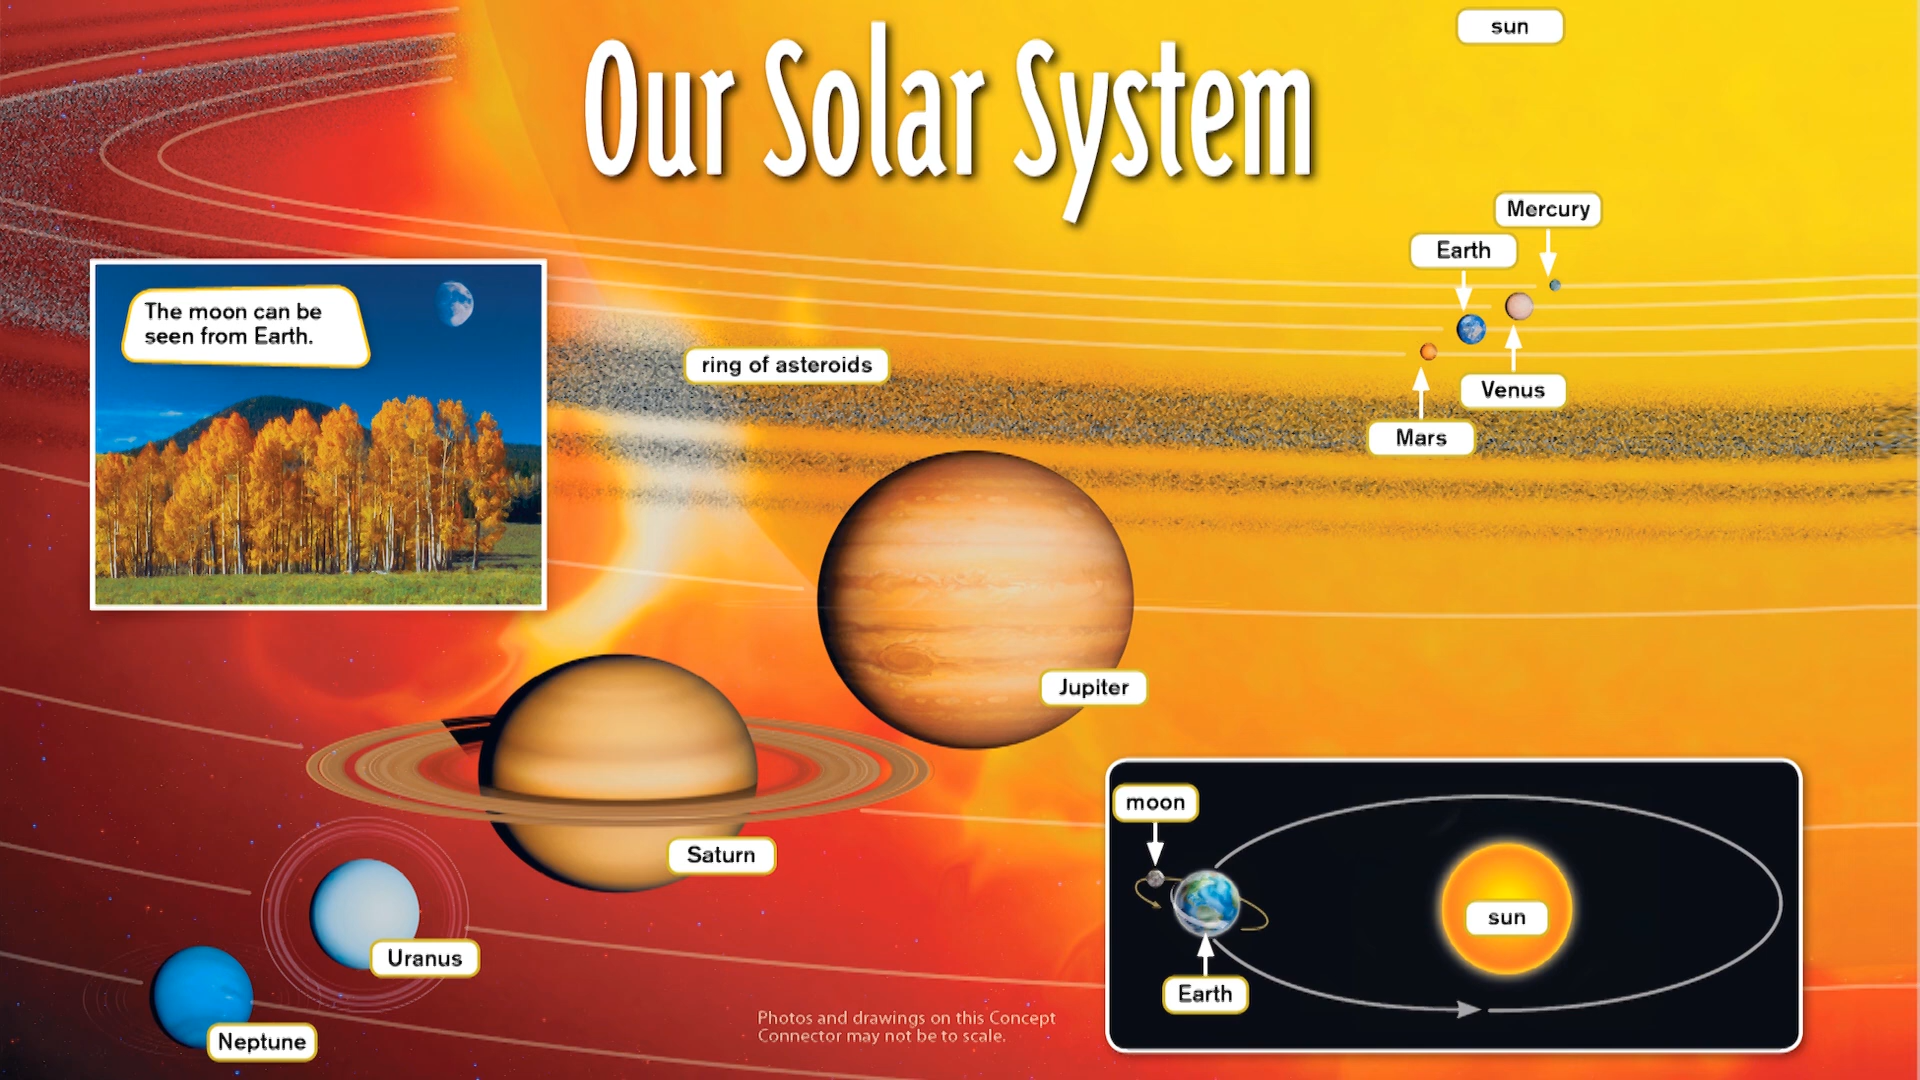 Our Solar System
sun
Mercury
Earth
The moon can be
seen from Earth.
ring of asteroids
Venus
Mars
Jupiter
moon
Saturn
sun
Uranus
Earth
Photos and drawings on this Concept
Connector may not be to scale.
Neptune